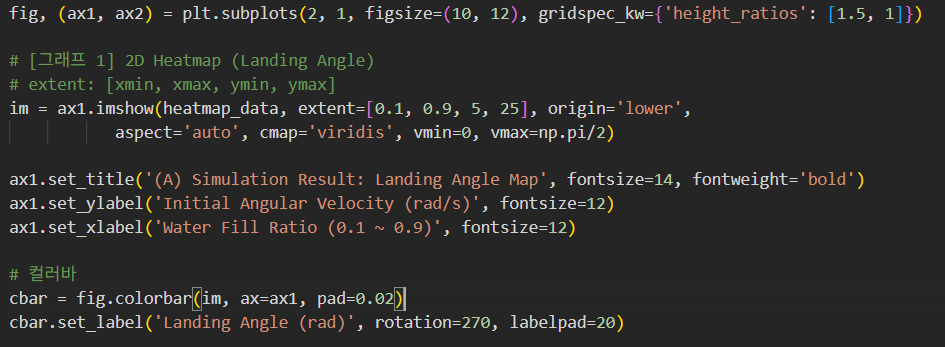 fig, (ax1, ax2) = plt.subplots(2, 1, figsize=(10, 12), gridspec_kw={'height_ratios': [1.5, 1]})
# [그래프 1] 2D Heatmap (Landing Angle)
# extent: [xmin, xmax, ymin, ymax]
im = ax1.imshow(heatmap_data, extent=[0.1, 0.9, 5, 25], origin='lower',
aspect='auto', cmap='viridis', vmin=0, vmax=np.pi/2)
ax1.set_title('(A) Simulation Result: Landing Angle Map', fontsize=14, fontweight='bold')
ax1.set_ylabel('Initial Angular Velocity (rad/s)', fontsize=12)
ax1.set_xlabel('Water Fill Ratio (0.1 ~ 0.9)', fontsize=12)
# 컬러바
cbar = fig.colorbar(im, ax=ax1, pad=0.02)
cbar.set_label('Landing Angle (rad)', rotation=270, labelpad=20)